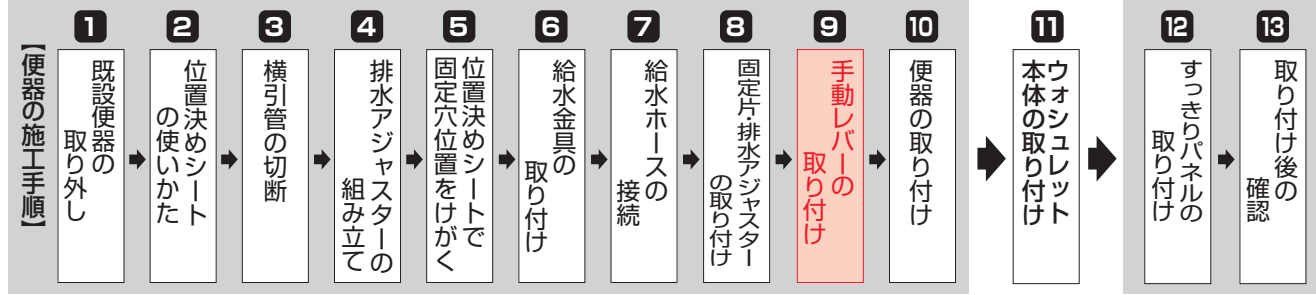 【便器の施工手順】
1
既設便器の
取り外し
2
位置決めシート
の使いかた
3
横引管の切断
4
排水アジャスターの
組み立て
5
位置決めシートで
固定穴位置をけがく
6
給水金具の
取り付け
7
給水ホースの
接続
8
固定片・排水アジャスター
の取り付け
9
手動レバーの
取り付け
10
便器の取り付け
11
ウォシュレット
本体の取り付け
12
すっきりパネルの
取り付け
13
取り付け後の
確認